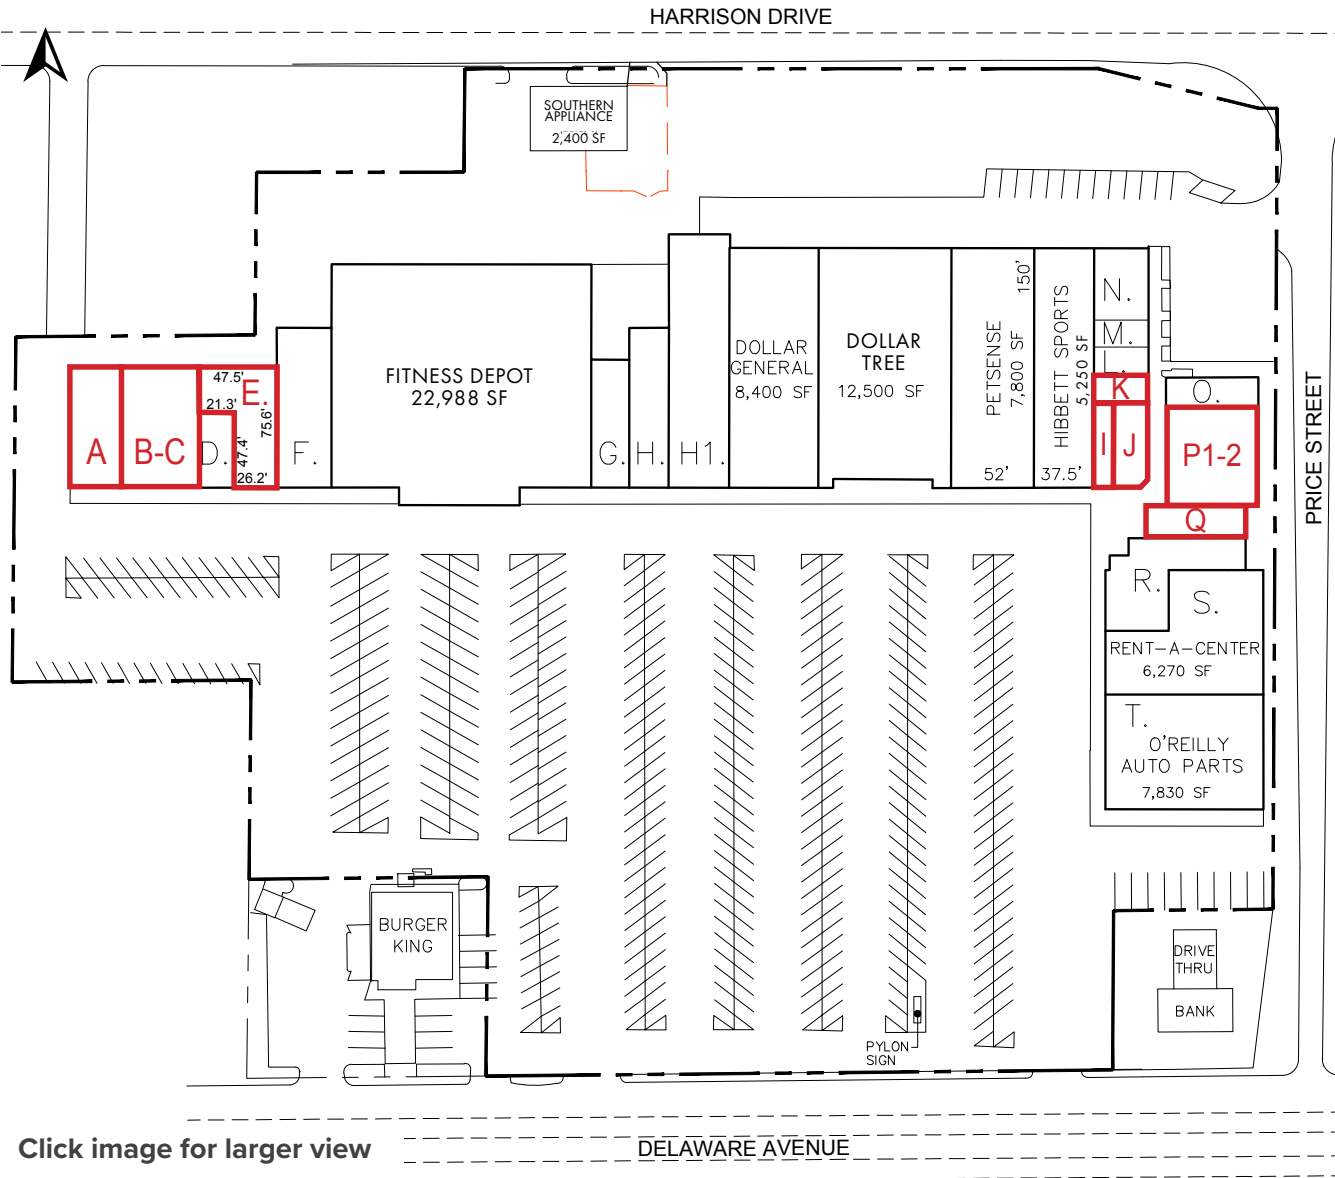 HARRISON DRIVE
SOUTHERN
APPLIANCE
2,400 SF
A
B-C
D.
47.5'
E.
21.3'
75.6'
47.4'
26.2'
F.
FITNESS DEPOT
22,988 SF
G.
H.
H1.
DOLLAR
GENERAL
8,400 SF
DOLLAR
TREE
12,500 SF
PETSENSE
7,800 SF
150'
52'
HIBBETT SPORTS
5,250 SF
37.5'
N.
M.
K
I
J
O.
P1-2
Q
R.
S.
RENT-A-CENTER
6,270 SF
T.
O'REILLY
AUTO PARTS
7,830 SF
PRICE STREET
BURGER
KING
DRIVE
THRU
BANK
PYLON
SIGN
Click image for larger view
DELAWARE AVENUE